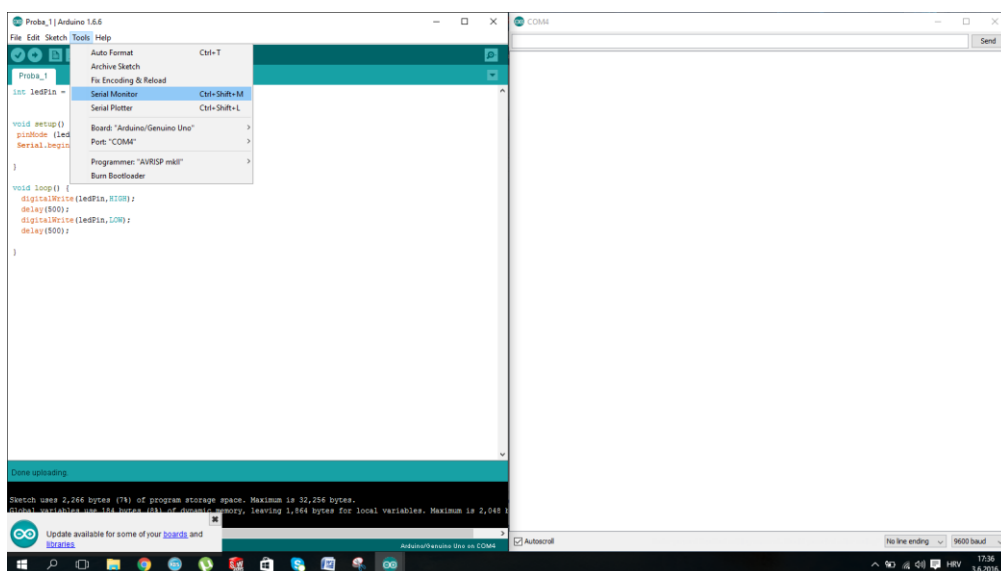 Proba_1 | Arduino 1.6.6
File Edit Sketch Tools Help
Auto Format Ctrl+T
Archive Sketch
Fix Encoding & Reload
Serial Monitor Ctrl+Shift+M
Serial Plotter Ctrl+Shift+L
Board: "Arduino/Genuino Uno"
Port: "COM4"
Programmer: "AVRISP mkII"
Burn Bootloader
Proba_1
int ledPin =
void setup()
pinMode (led
Serial.begin
}
void loop() {
digitalWrite(ledPin,HIGH);
delay(500);
digitalWrite(ledPin,LOW);
delay(500);
}
Done uploading.
Sketch uses 2,266 bytes (7%) of program storage space. Maximum is 32,256 bytes.
Global variables use 184 bytes (8%) of dynamic memory, leaving 1,864 bytes for local variables. Maximum is 2,048
Update available for some of your boards and
libraries
Arduino/Genuino Uno on COM4
COM4
Send
Autoscroll
No line ending
9600 baud
HRV
17:36
3.6.2016